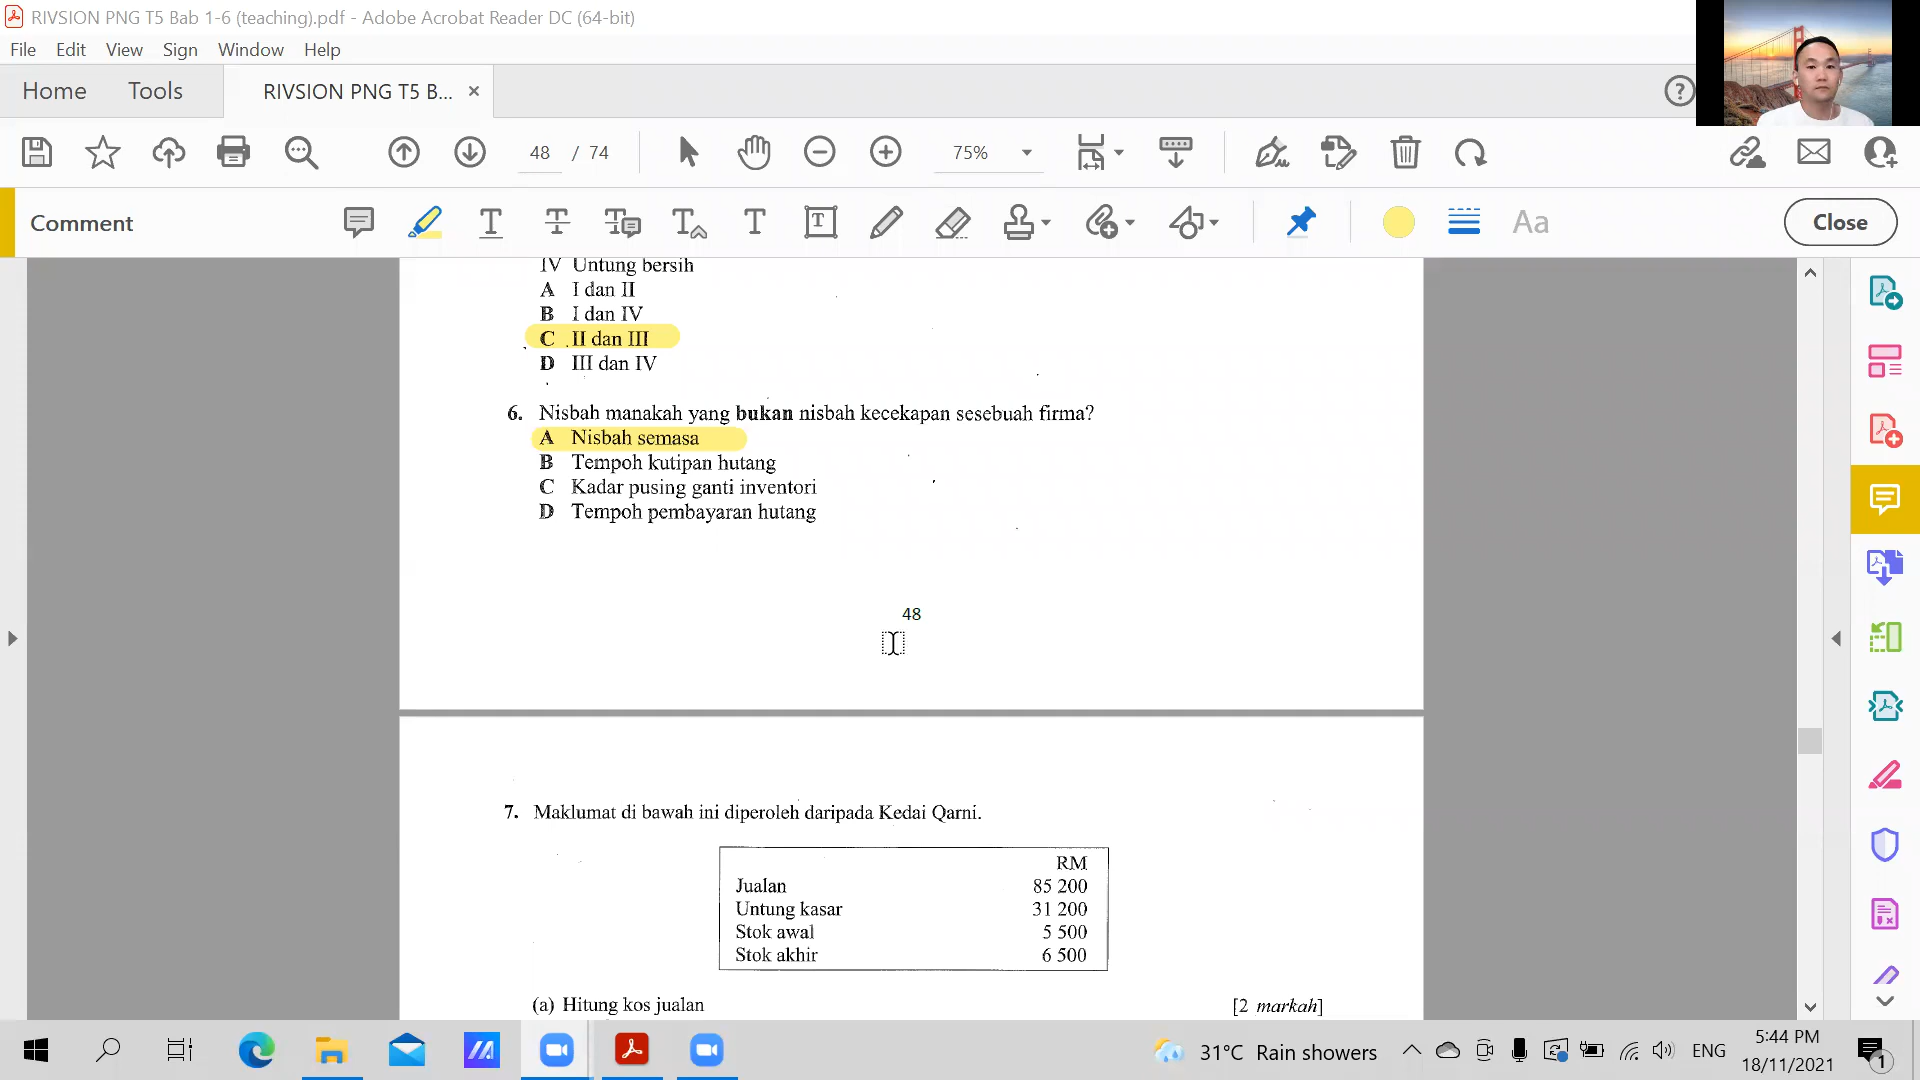 RIVSION PNG T5 Bab 1-6 (teaching).pdf - Adobe Acrobat Reader DC (64-bit)
File Edit View Sign Window Help
Home Tools RIVSION PNG T5 B... ×
48 / 74 75%
Comment Aa Close
IV Untung bersih
A I dan II
B I dan IV
C II dan III
D III dan IV
6. Nisbah manakah yang bukan nisbah kecekapan sesebuah firma?
A Nisbah semasa
B Tempoh kutipan hutang
C Kadar pusing ganti inventori
D Tempoh pembayaran hutang
48
7. Maklumat di bawah ini diperoleh daripada Kedai Qarni.
RM
Jualan 85 200
Untung kasar 31 200
Stok awal 5 500
Stok akhir 6 500
(a) Hitung kos jualan [2 markah]
31°C Rain showers ENG 5:44 PM
18/11/2021 1